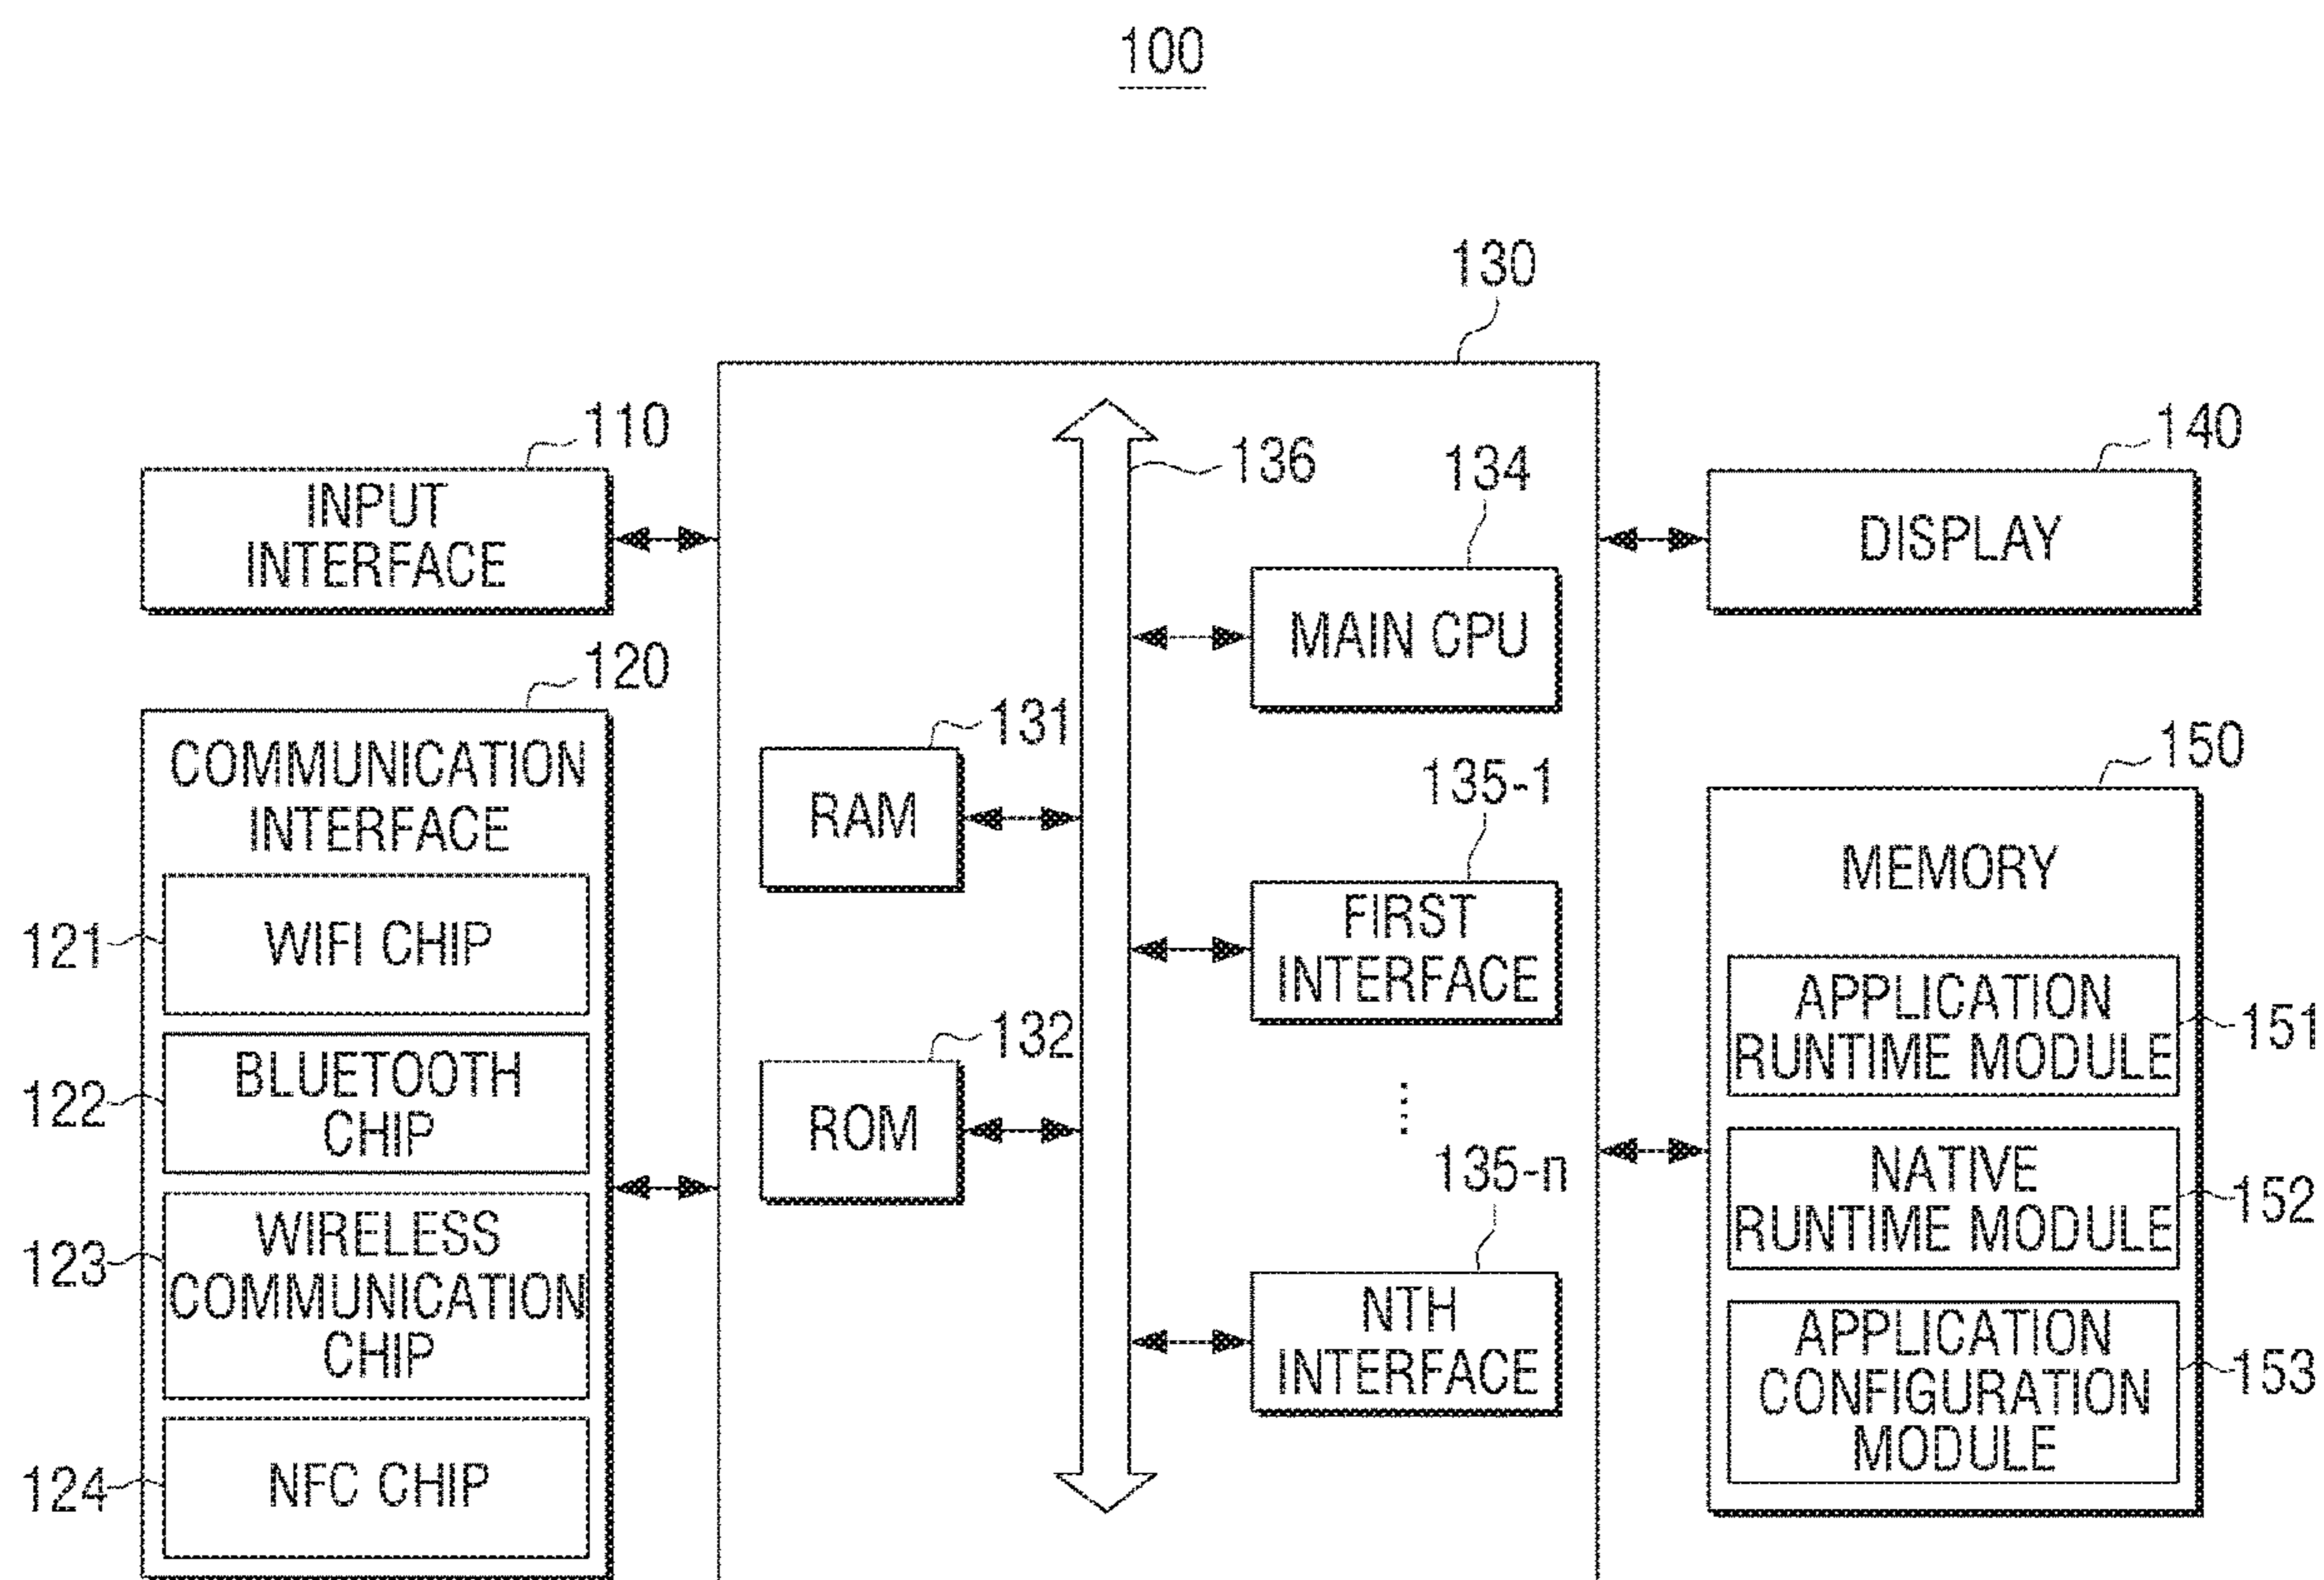 100
130
110
INPUT
INTERFACE
120
COMMUNICATION
INTERFACE
121
WIFI CHIP
122
BLUETOOTH
CHIP
123
WIRELESS
COMMUNICATION
CHIP
124
NFC CHIP
136
134
MAIN CPU
131
RAM
135-1
FIRST
INTERFACE
132
ROM
135-n
NTH
INTERFACE
140
DISPLAY
150
MEMORY
APPLICATION
RUNTIME MODULE
151
NATIVE
RUNTIME MODULE
152
APPLICATION
CONFIGURATION
MODULE
153